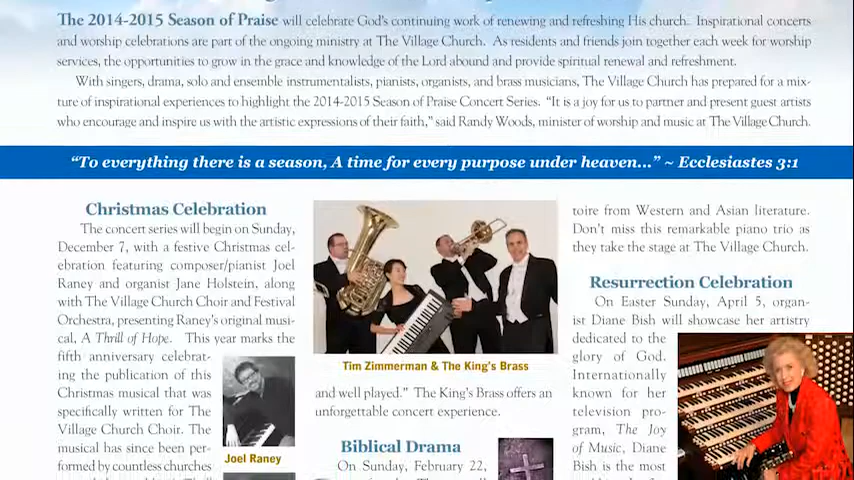 The 2014-2015 Season of Praise will celebrate God's continuing work of renewing and refreshing His church. Inspirational concerts
and worship celebrations are part of the ongoing ministry at The Village Church. As residents and friends join together each week for worship
services, the opportunities to grow in the grace and knowledge of the Lord abound and provide spiritual renewal and refreshment.
With singers, drama, solo and ensemble instrumentalists, pianists, organists, and brass musicians, The Village Church has prepared for a mix-
ture of inspirational experiences to highlight the 2014-2015 Season of Praise Concert Series. "It is a joy for us to partner and present guest artists
who encourage and inspire us with the artistic expressions of their faith," said Randy Woods, minister of worship and music at The Village Church.
"To everything there is a season, A time for every purpose under heaven..." ~ Ecclesiastes 3:1
Christmas Celebration
The concert series will begin on Sunday,
December 7, with a festive Christmas cel-
ebration featuring composer/pianist Joel
Raney and organist Jane Holstein, along
with The Village Church Choir and Festival
Orchestra, presenting Raney's original musi-
cal, A Thrill of Hope. This year marks the
fifth anniversary celebrat-
ing the publication of this
Christmas musical that was
specifically written for The
Village Church Choir. The
musical has since been per-
formed by countless churches
Joel Raney
Tim Zimmerman & The King's Brass
and well played." The King's Brass offers an
unforgettable concert experience.
Biblical Drama
On Sunday, February 22,
toire from Western and Asian literature.
Don't miss this remarkable piano trio as
they take the stage at The Village Church.
Resurrection Celebration
On Easter Sunday, April 5, organ-
ist Diane Bish will showcase her artistry
dedicated to the
glory of God.
Internationally
known for her
television pro-
gram, The Joy
of Music, Diane
Bish is the most